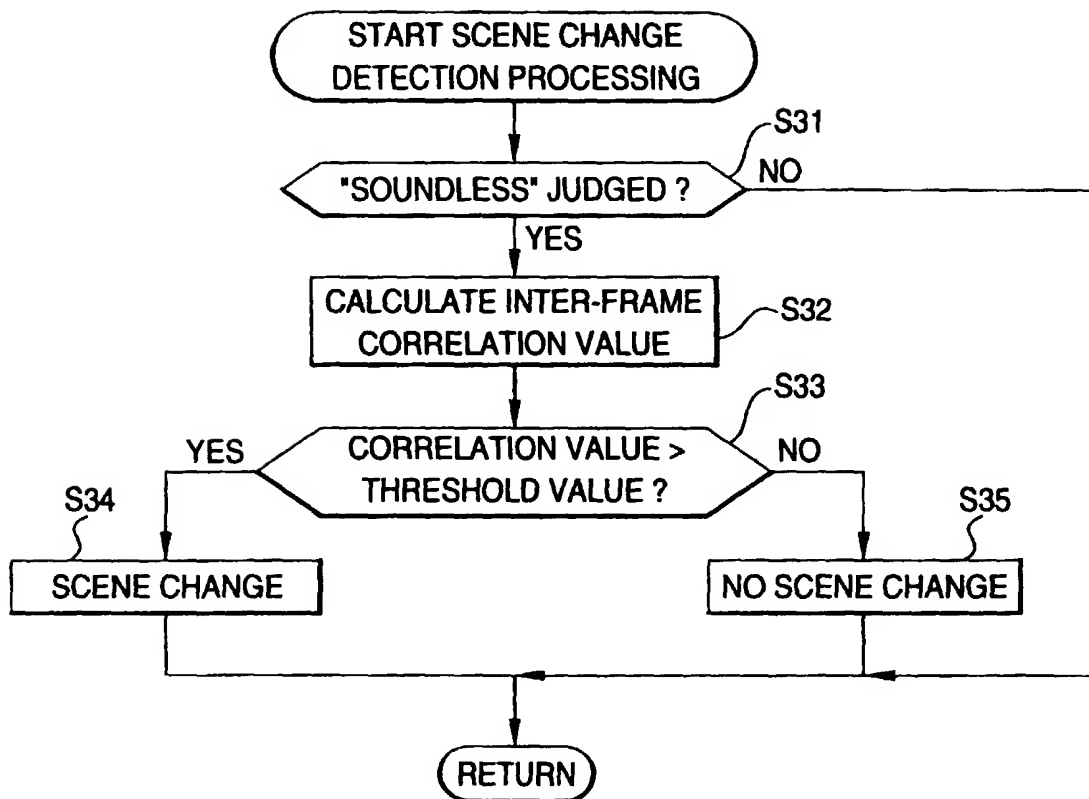 START SCENE CHANGE
DETECTION PROCESSING
S31
"SOUNDLESS" JUDGED ?
NO
YES
CALCULATE INTER-FRAME
CORRELATION VALUE
S32
S33
YES
CORRELATION VALUE >
THRESHOLD VALUE ?
NO
S34
S35
SCENE CHANGE
NO SCENE CHANGE
RETURN